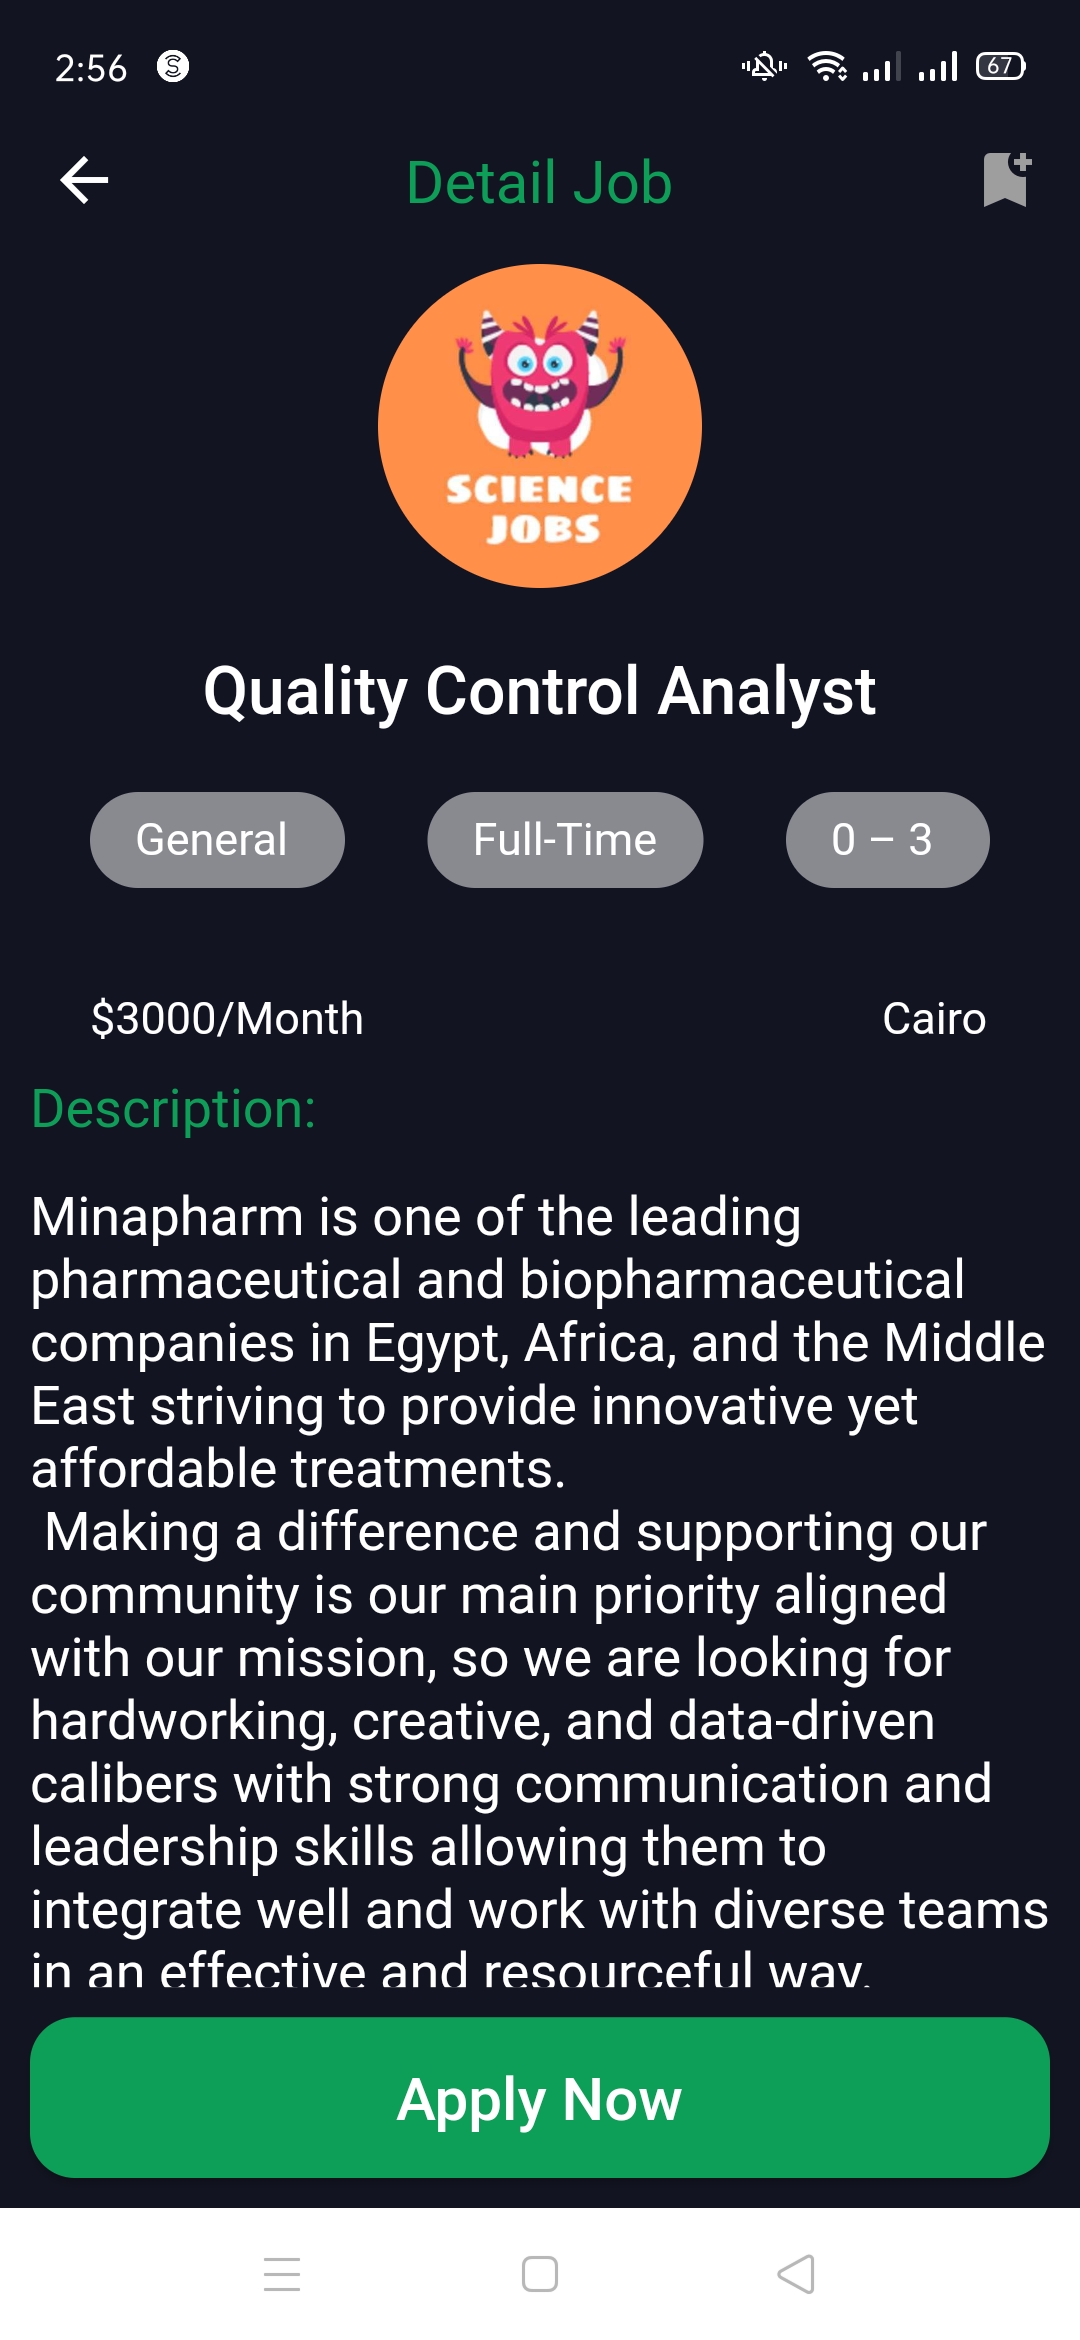 2:56
67
Detail Job
SCIENCE
JOBS
Quality Control Analyst
General
Full-Time
0 – 3
$3000/Month
Cairo
Description:
Minapharm is one of the leading
pharmaceutical and biopharmaceutical
companies in Egypt, Africa, and the Middle
East striving to provide innovative yet
affordable treatments.
Making a difference and supporting our
community is our main priority aligned
with our mission, so we are looking for
hardworking, creative, and data-driven
calibers with strong communication and
leadership skills allowing them to
integrate well and work with diverse teams
in an effective and resourceful way.
Apply Now